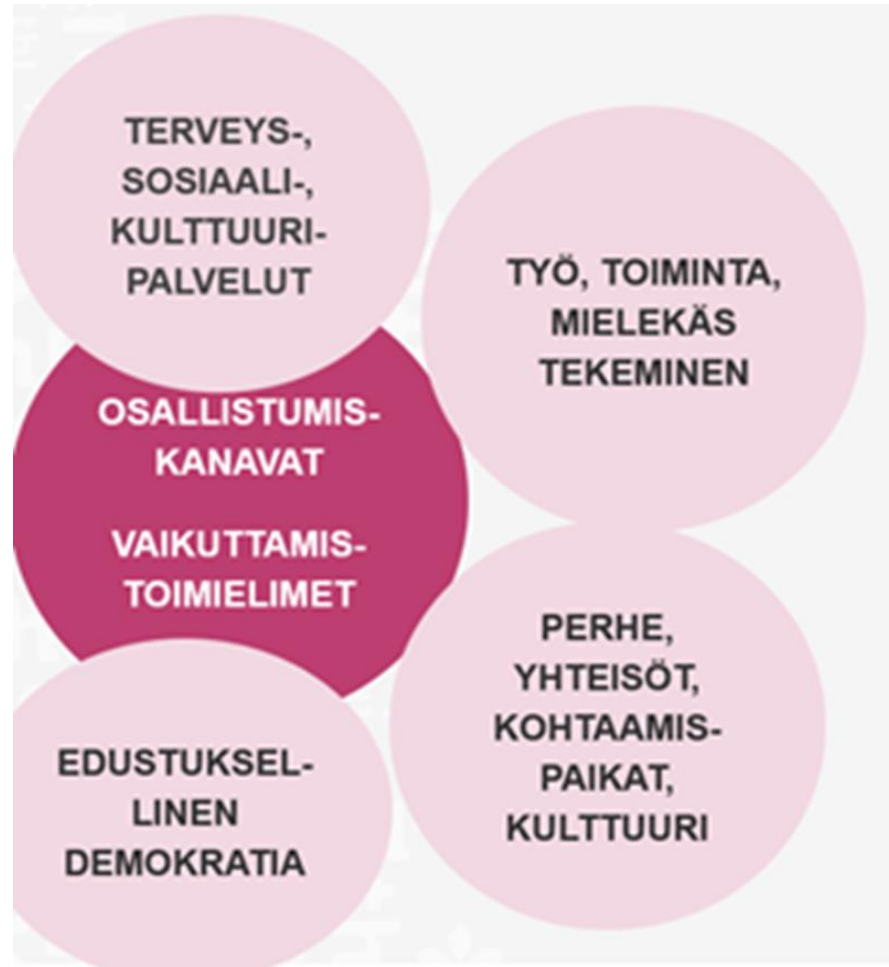 TERVEYS-,
SOSIAALI-,
KULTTUURI-
PALVELUT
TYÖ, TOIMINTA,
MIELEKÄS
TEKEMINEN
OSALLISTUMIS-
KANAVAT
VAIKUTTAMIS-
TOIMIELIMET
PERHE,
YHTEISÖT,
KOHTAAMIS-
PAIKAT,
KULTTUURI
EDUSTUKSEL-
LINEN
DEMOKRATIA